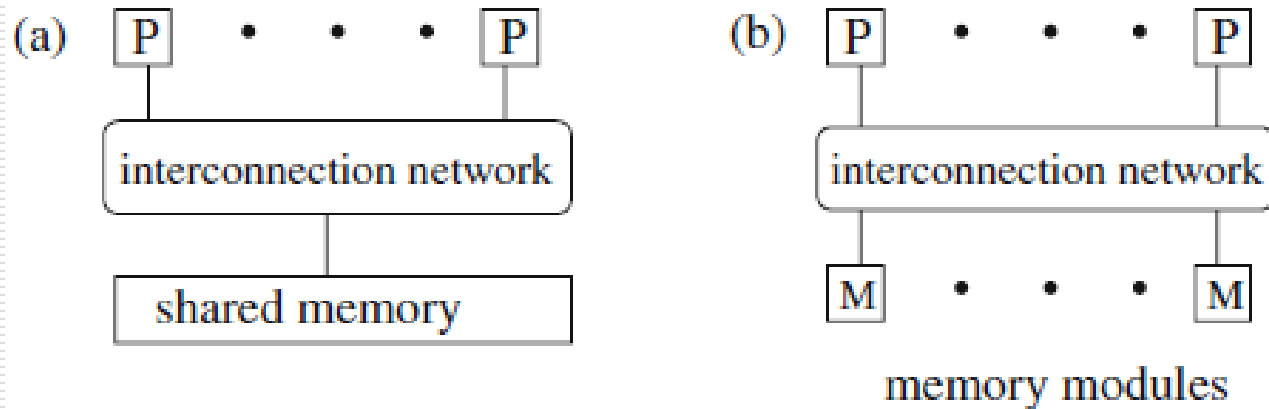 (a) P • • • P
interconnection network
shared memory
(b) P • • • P
interconnection network
M • • • M
memory modules